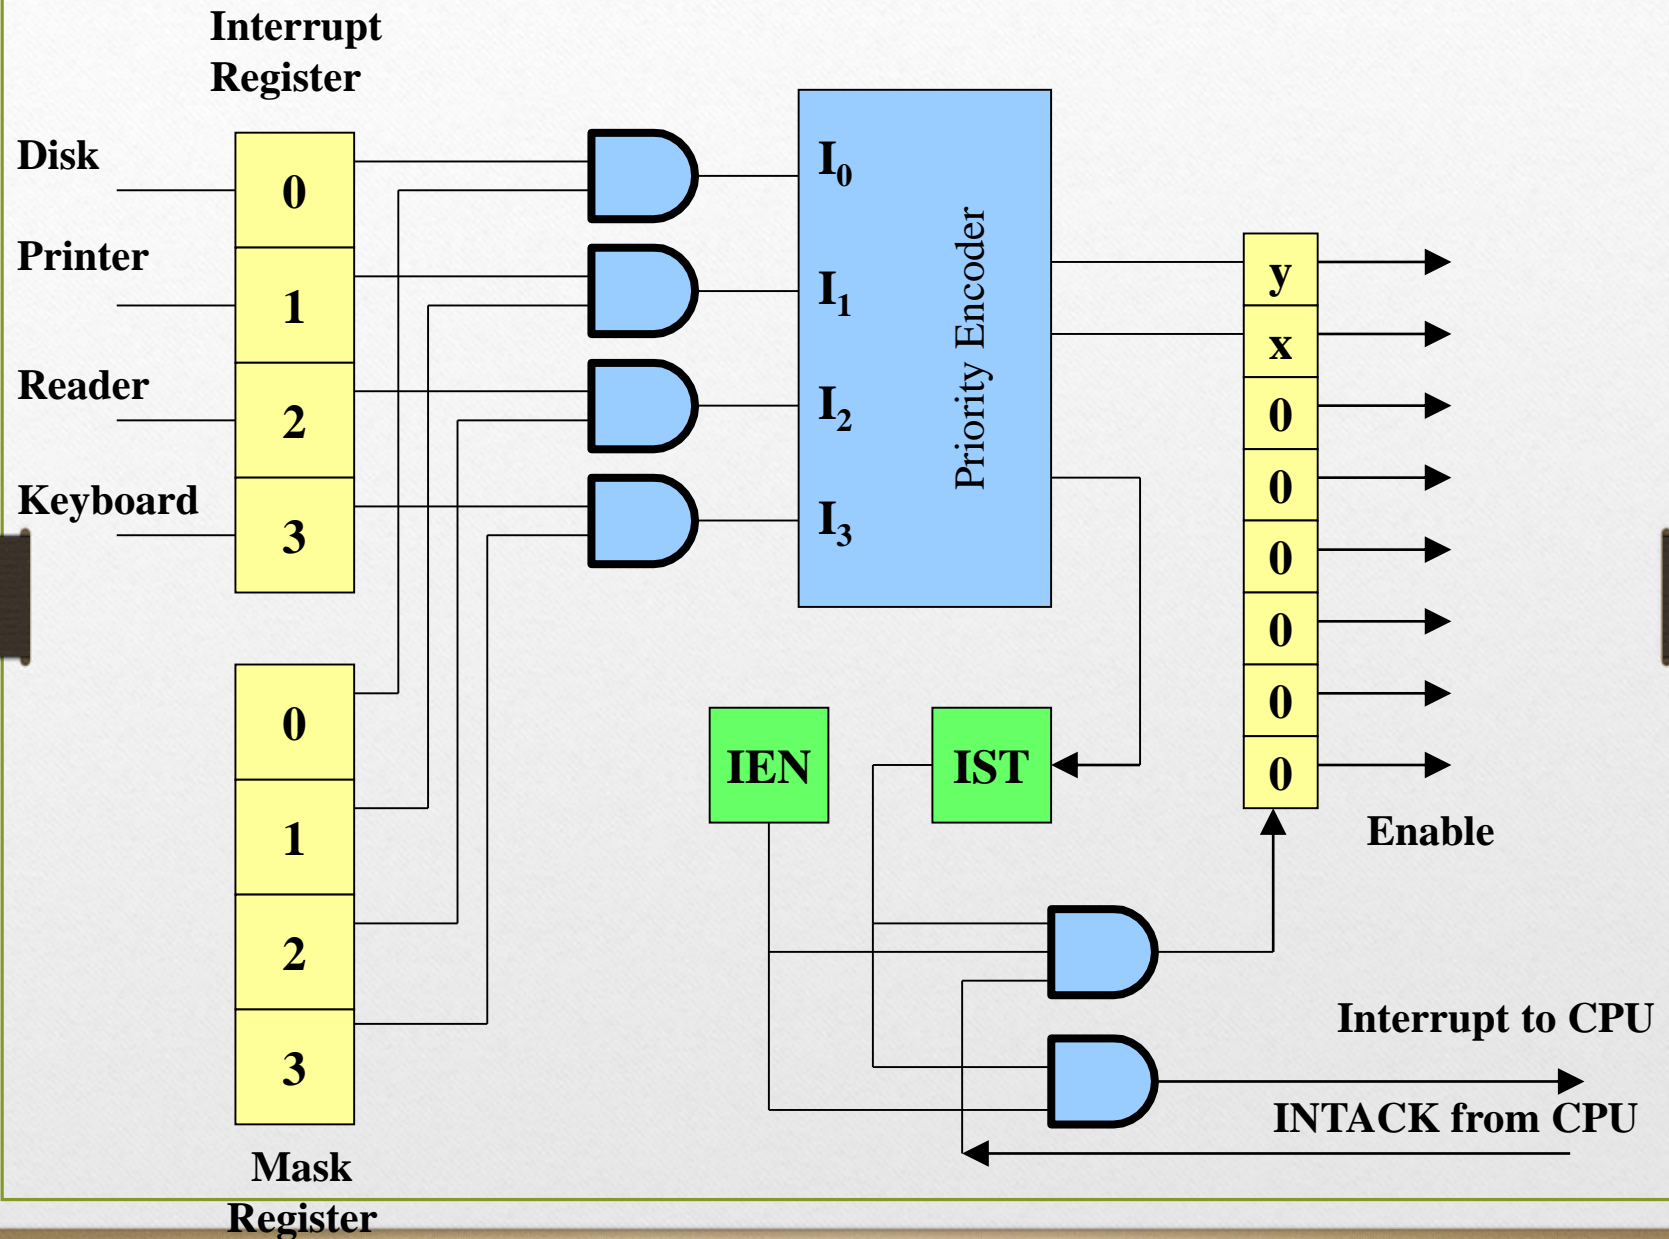 Interrupt
Register
Disk
Printer
Reader
Keyboard
0
1
2
3
0
1
2
3
Mask
Register
I0
I1
I2
I3
Priority Encoder
IEN
IST
y
x
0
0
0
0
0
0
Enable
Interrupt to CPU
INTACK from CPU